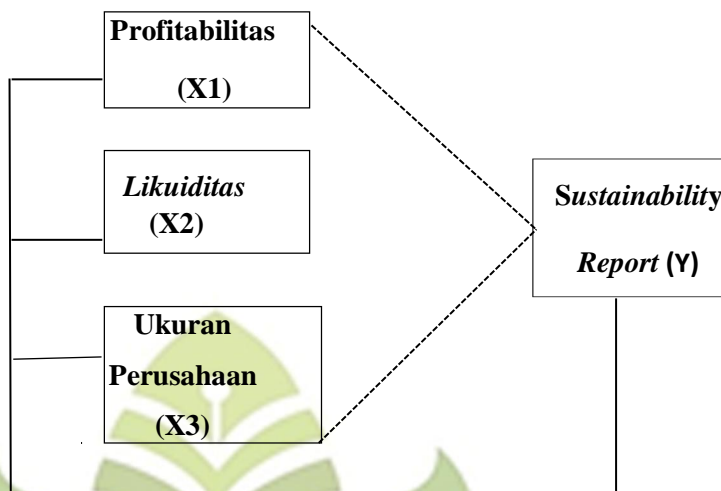 Profitabilitas
(X1)
Likuiditas
(X2)
Ukuran
Perusahaan
(X3)
Sustainability
Report (Y)